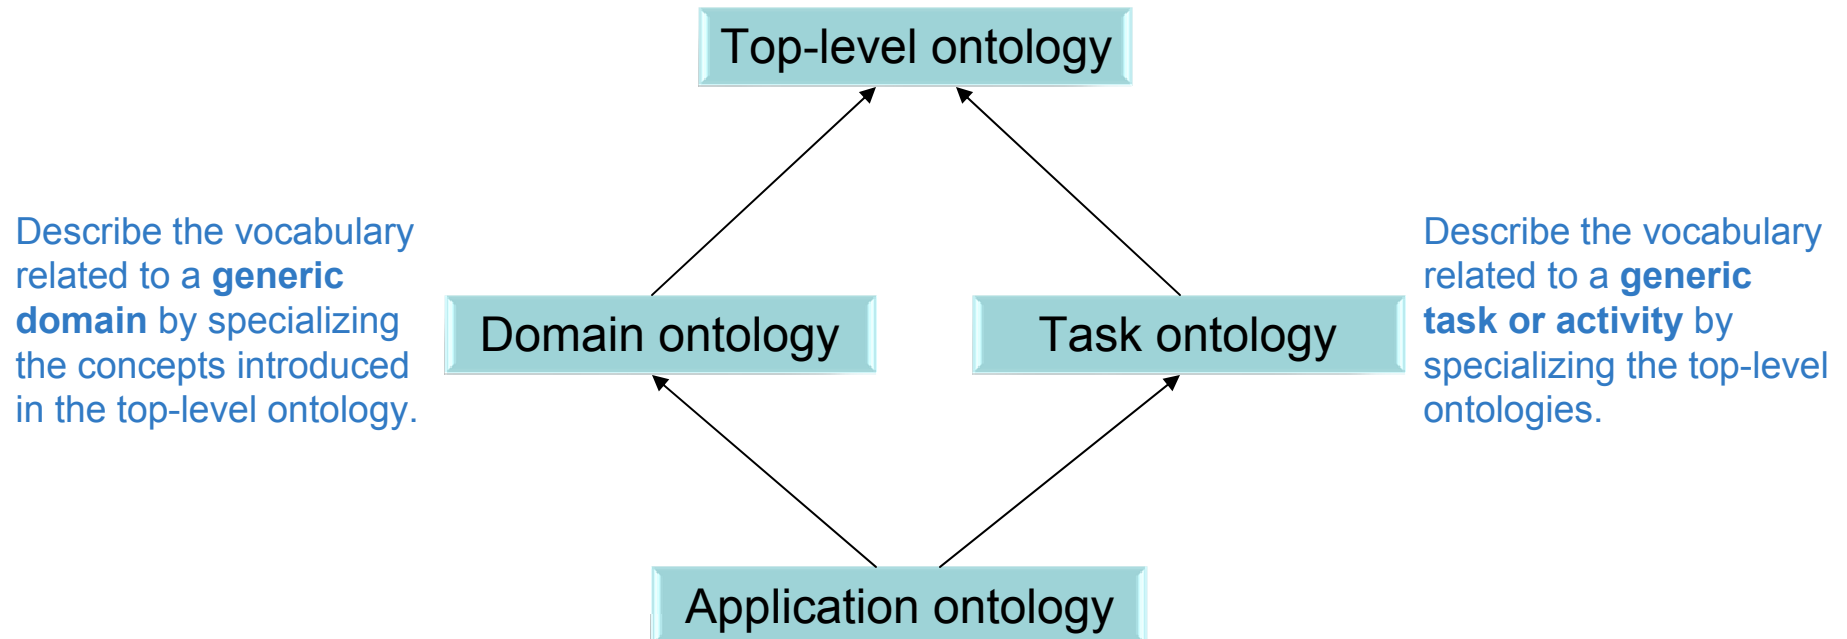 Top-level ontology
Describe the vocabulary
related to a generic
domain by specializing
the concepts introduced
in the top-level ontology.
Domain ontology
Task ontology
Describe the vocabulary
related to a generic
task or activity by
specializing the top-level
ontologies.
Application ontology